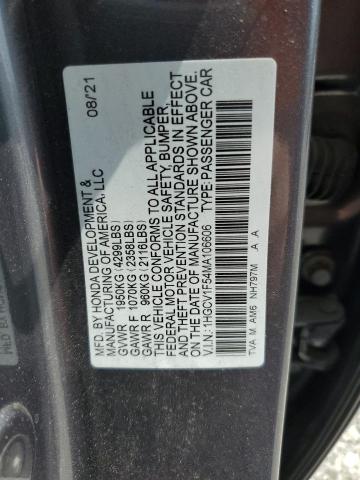 MFD BY HONDA DEVELOPMENT &
MANUFACTURING OF AMERICA, LLC 08/'21
GVWR 1950KG (4299LBS)
GAWR F 1070KG (2358LBS)
GAWR R 960KG (2117LBS)
THIS VEHICLE CONFORMS TO ALL APPLICABLE
FEDERAL MOTOR VEHICLE SAFETY, BUMPER,
AND THEFT PREVENTION STANDARDS IN EFFECT
ON THE DATE OF MANUFACTURE SHOWN ABOVE.
V.I.N.: 1HGCV1F54MA106606 TYPE: PASSENGER CAR
TVA M AM6 NH797M A A